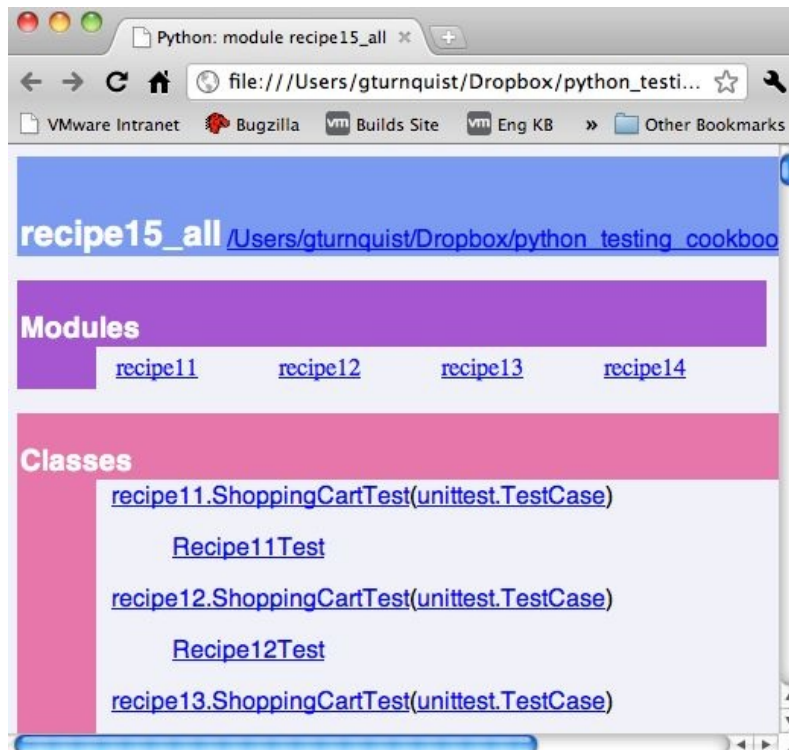 Python: module recipe15_all
file:///Users/gturnquist/Dropbox/python_testi...
VMware Intranet Bugzilla vm Builds Site vm Eng KB » Other Bookmarks
recipe15_all /Users/gturnquist/Dropbox/python_testing_cookboo
Modules
recipe11 recipe12 recipe13 recipe14
Classes
recipe11.ShoppingCartTest(unittest.TestCase)
Recipe11Test
recipe12.ShoppingCartTest(unittest.TestCase)
Recipe12Test
recipe13.ShoppingCartTest(unittest.TestCase)